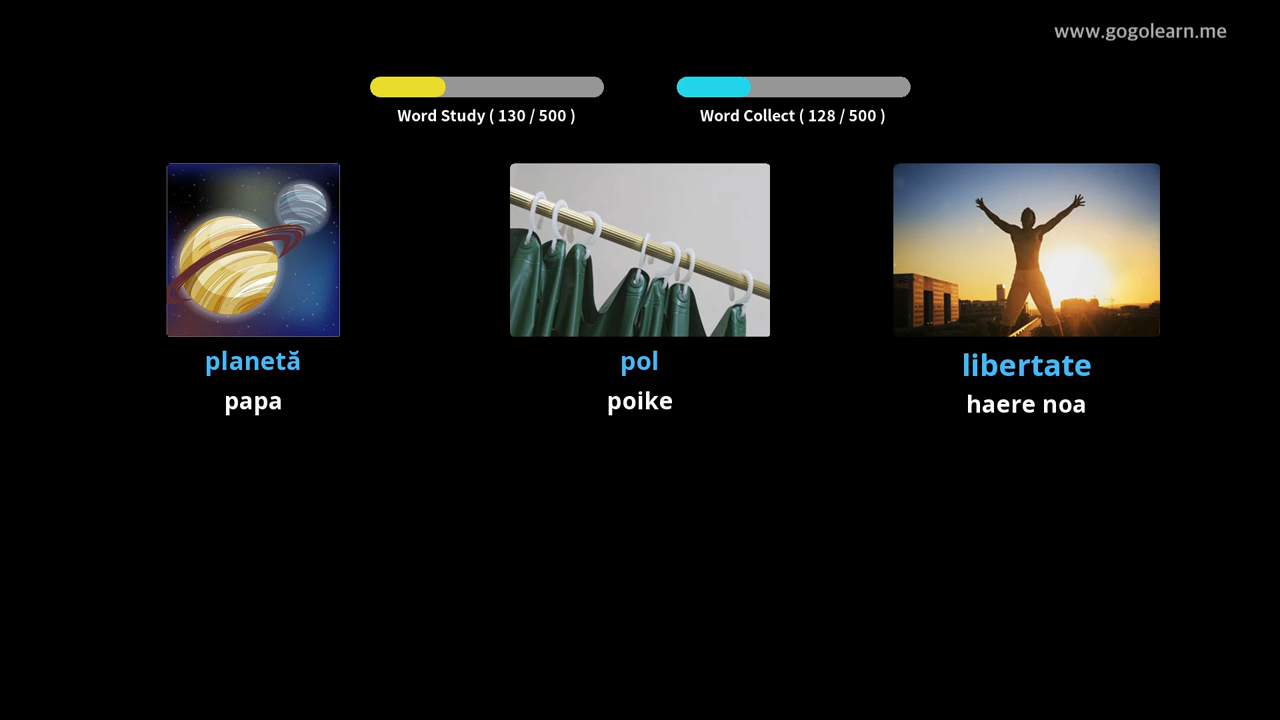 www.gogolearn.me
Word Study ( 130 / 500 )
Word Collect ( 128 / 500 )
planetă
papa
pol
poike
libertate
haere noa